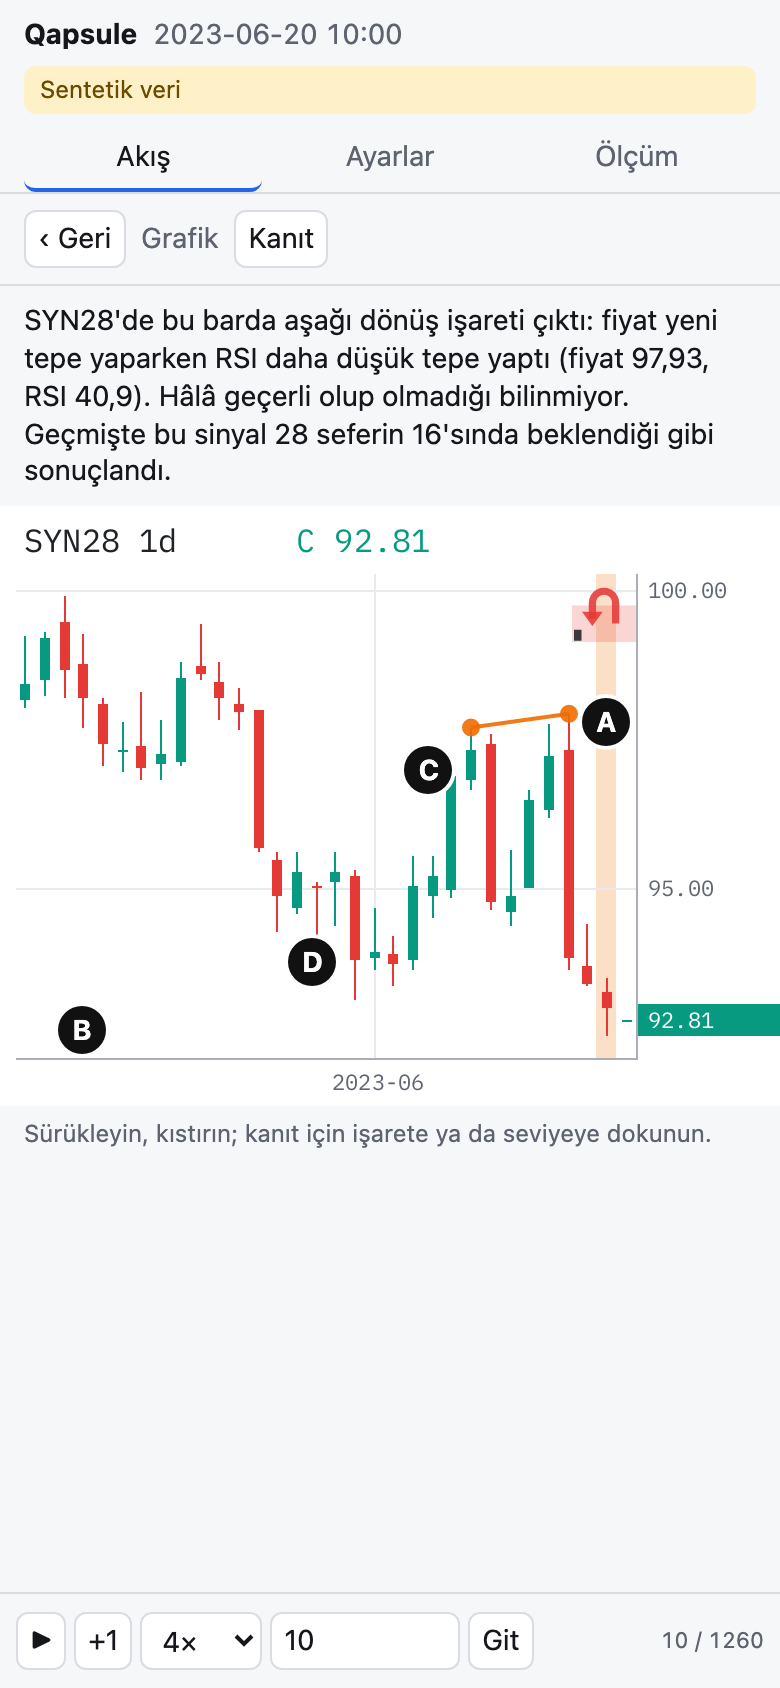 Qapsule 2023-06-20 10:00
Sentetik veri
Akış Ayarlar Ölçüm
‹ Geri Grafik Kanıt
SYN28'de bu barda aşağı dönüş işareti çıktı: fiyat yeni
tepe yaparken RSI daha düşük tepe yaptı (fiyat 97,93,
RSI 40,9). Hâlâ geçerli olup olmadığı bilinmiyor.
Geçmişte bu sinyal 28 seferin 16'sında beklendiği gibi
sonuçlandı.
SYN28 1d C 92.81
100.00
A
C
95.00
D
92.81
B
2023-06
Sürükleyin, kıstırın; kanıt için işarete ya da seviyeye dokunun.
+1 4× 10 Git 10 / 1260